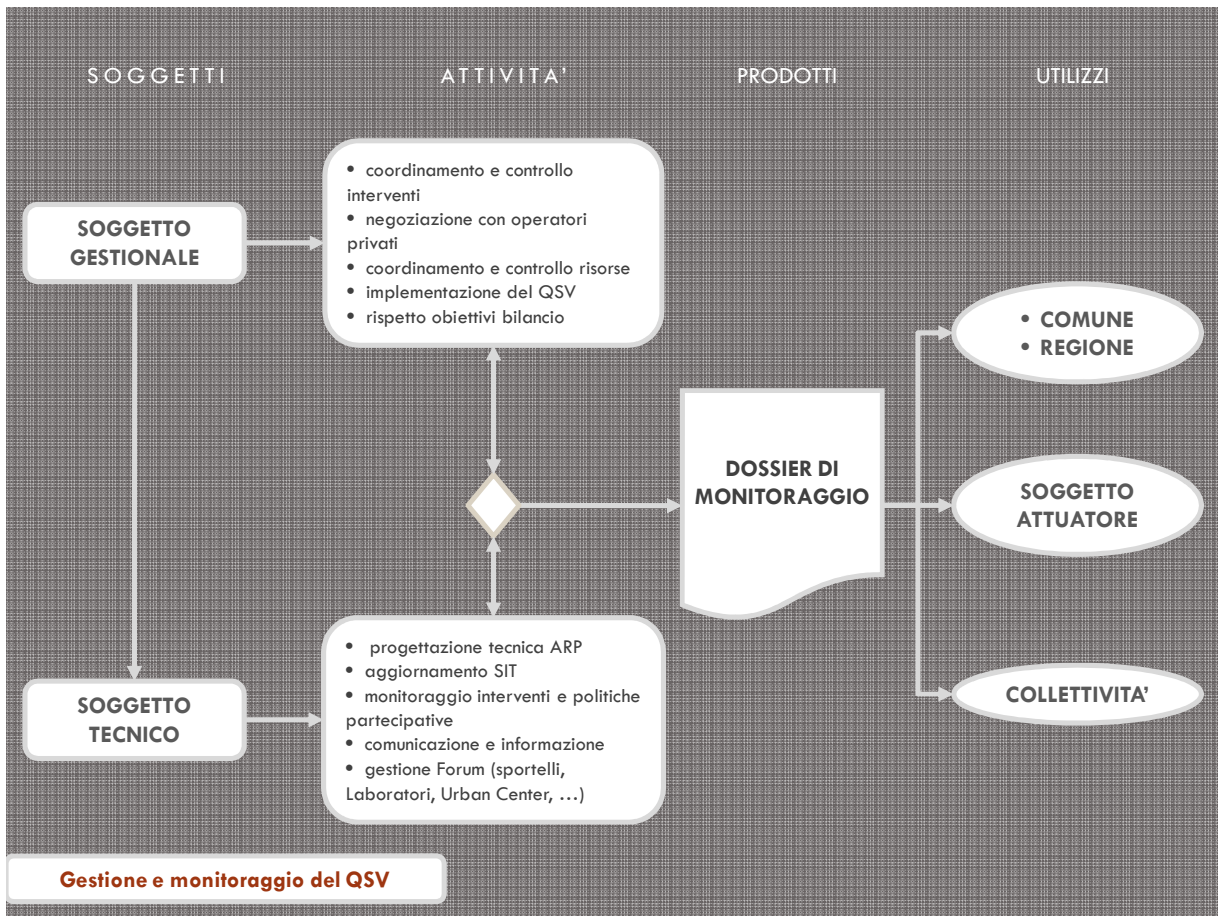 SOGGETTI
ATTIVITA’
PRODOTTI
UTILIZZI
SOGGETTO
GESTIONALE
• coordinamento e controllo
interventi
• negoziazione con operatori
privati
• coordinamento e controllo risorse
• implementazione del QSV
• rispetto obiettivi bilancio
• COMUNE
• REGIONE
DOSSIER DI
MONITORAGGIO
SOGGETTO
ATTUATORE
SOGGETTO
TECNICO
• progettazione tecnica ARP
• aggiornamento SIT
• monitoraggio interventi e politiche
partecipative
• comunicazione e informazione
• gestione Forum (sportelli,
Laboratori, Urban Center, …)
COLLETTIVITA’
Gestione e monitoraggio del QSV